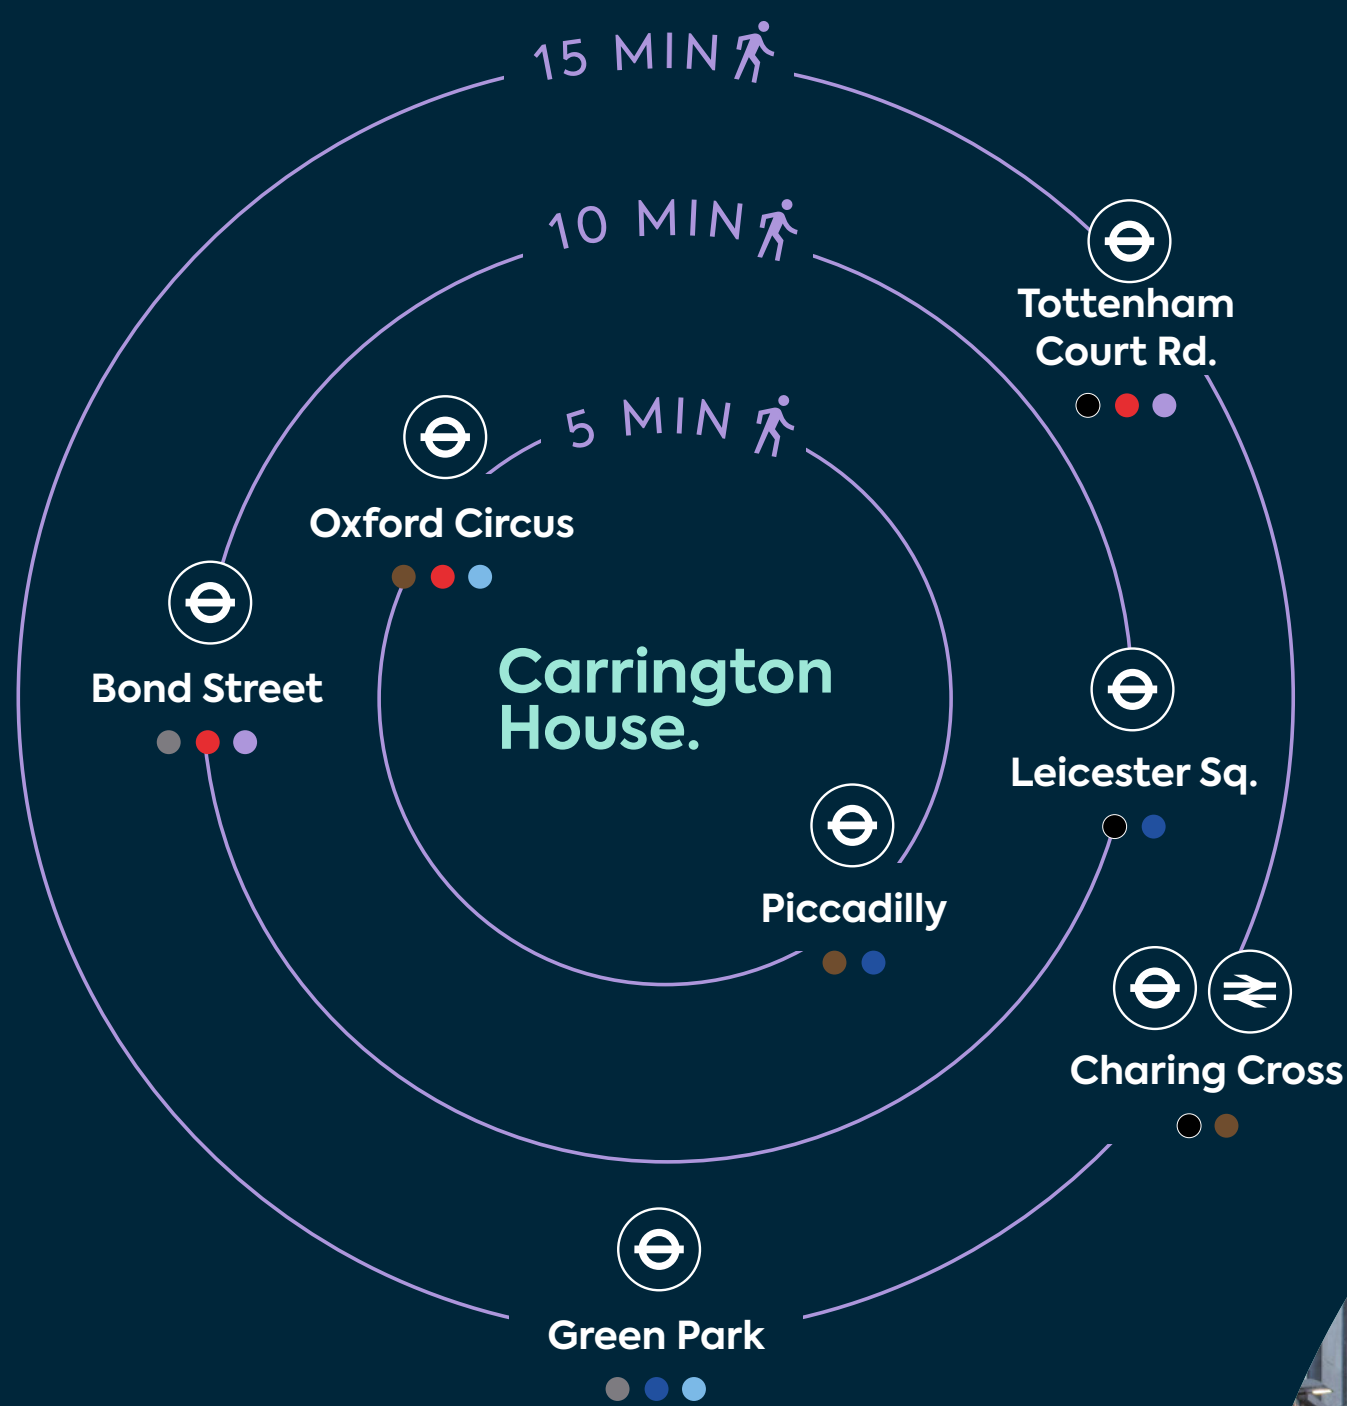 15 MIN
10 MIN
Tottenham
Court Rd.
5 MIN
Oxford Circus
Bond Street
Carrington
House.
Leicester Sq.
Piccadilly
Charing Cross
Green Park